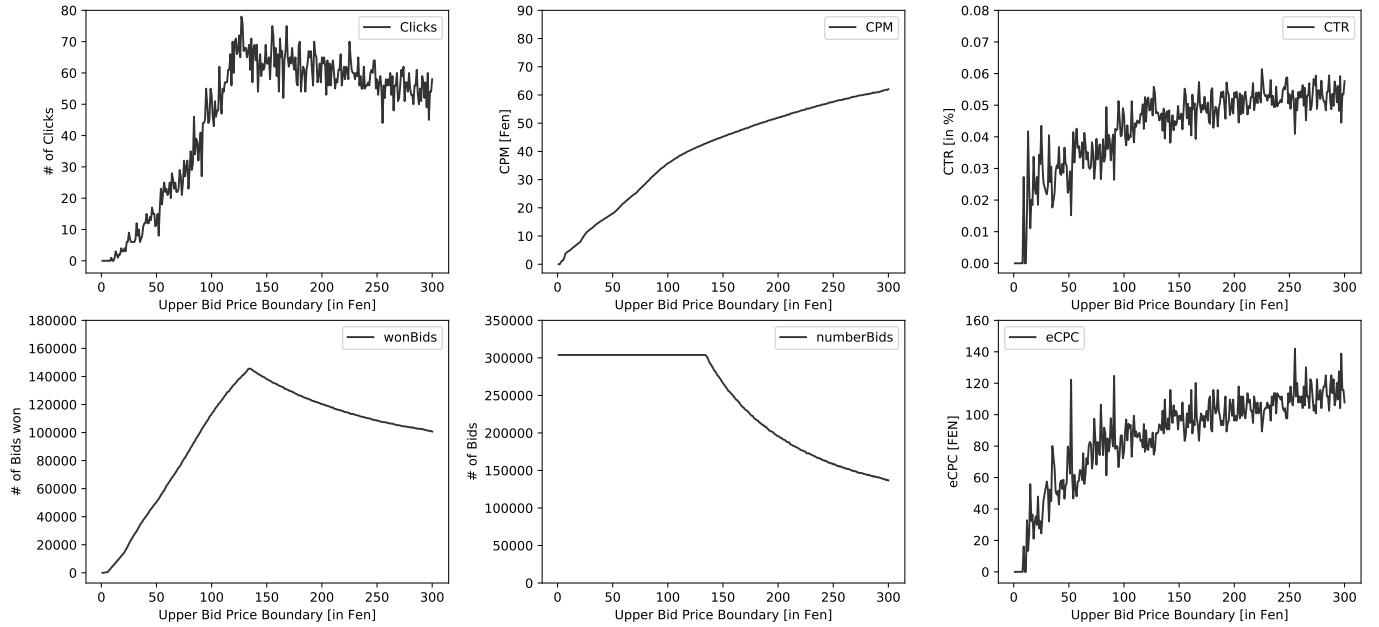 80
70
60
50
40
30
20
10
0
# of Clicks
Clicks
0 50 100 150 200 250 300
Upper Bid Price Boundary [in Fen]
90
80
70
60
50
40
30
20
10
0
CPM [Fen]
CPM
0 50 100 150 200 250 300
Upper Bid Price Boundary [in Fen]
0.08
0.07
0.06
0.05
0.04
0.03
0.02
0.01
0.00
CTR [in %]
CTR
0 50 100 150 200 250 300
Upper Bid Price Boundary [in Fen]
180000
160000
140000
120000
100000
80000
60000
40000
20000
0
# of Bids won
wonBids
0 50 100 150 200 250 300
Upper Bid Price Boundary [in Fen]
350000
300000
250000
200000
150000
100000
50000
0
# of Bids
numberBids
0 50 100 150 200 250 300
Upper Bid Price Boundary [in Fen]
160
140
120
100
80
60
40
20
0
eCPC [FEN]
eCPC
0 50 100 150 200 250 300
Upper Bid Price Boundary [in Fen]